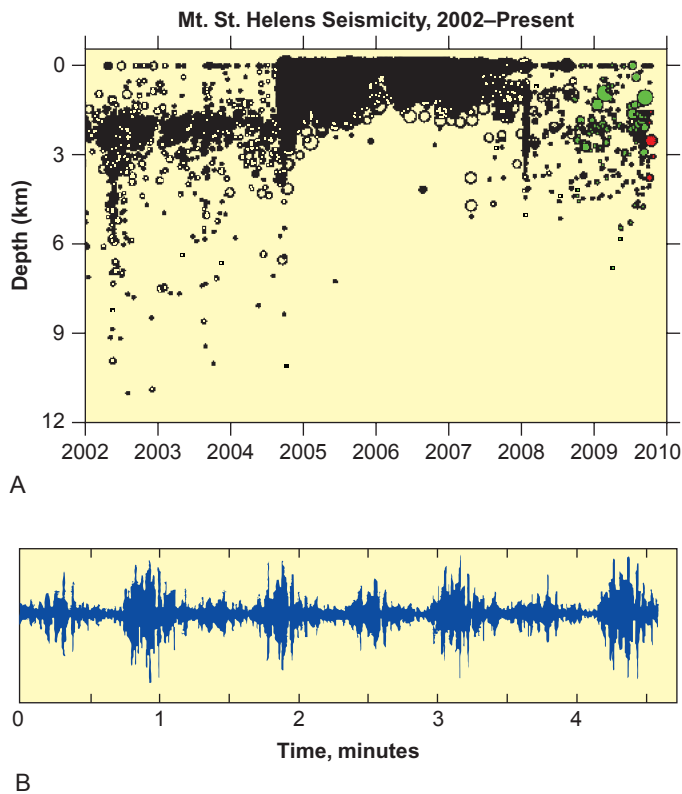 Mt. St. Helens Seismicity, 2002–Present
0
3
6
9
12
Depth (km)
2002 2003 2004 2005 2006 2007 2008 2009 2010
A
0 1 2 3 4
Time, minutes
B